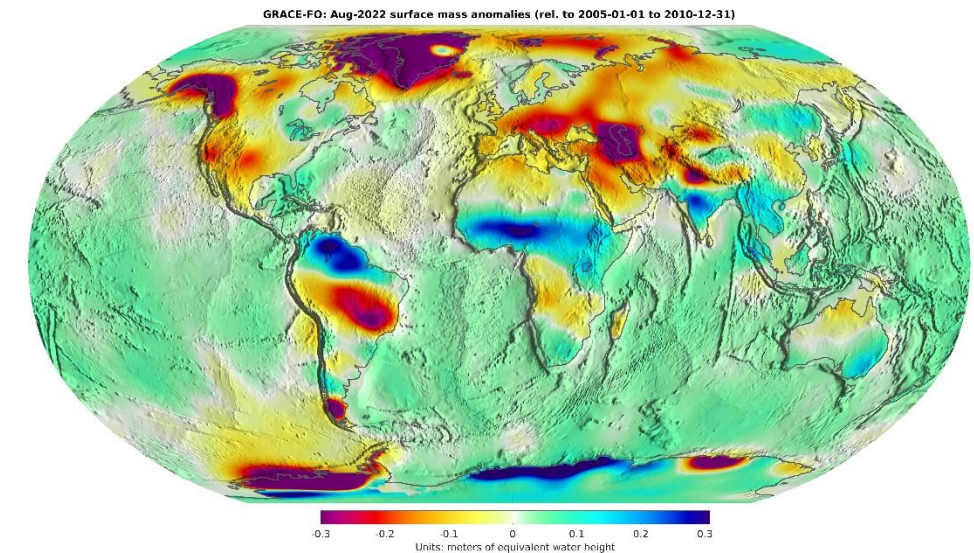 GRACE-FO: Aug-2022 surface mass anomalies (rel. to 2005-01-01 to 2010-12-31)
-0.3 -0.2 -0.1 0 0.1 0.2 0.3
Units: meters of equivalent water height